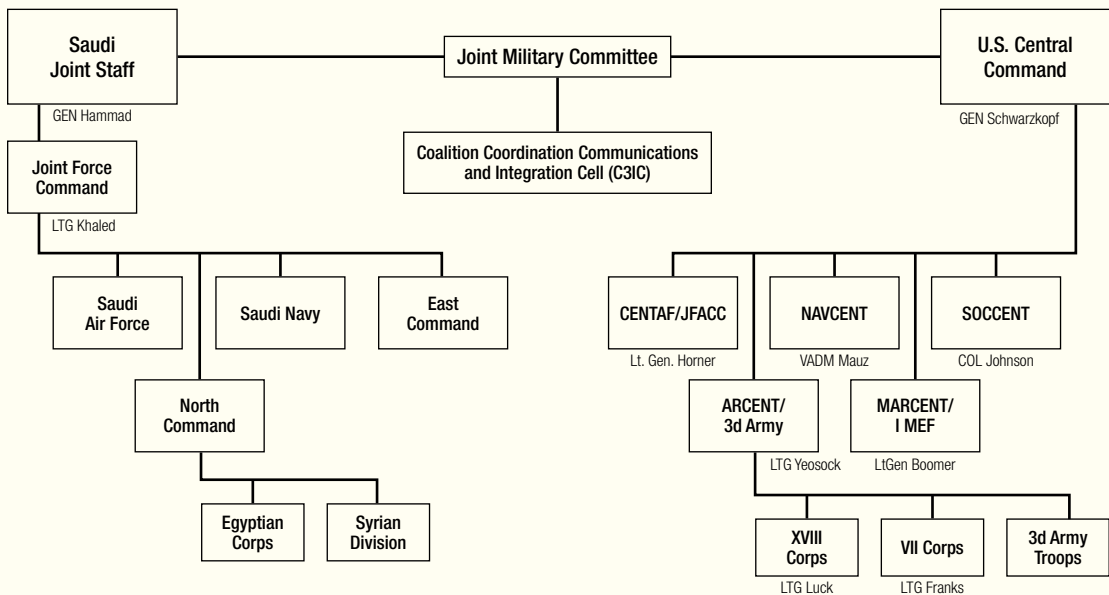 Saudi
Joint Staff
Joint Military Committee
U.S. Central
Command
GEN Hammad
GEN Schwarzkopf
Coalition Coordination Communications
and Integration Cell (C3IC)
Joint Force
Command
LTG Khaled
Saudi
Air Force
Saudi Navy
East
Command
CENTAF/JFACC
NAVCENT
SOCCENT
Lt. Gen. Horner
VADM Mauz
COL Johnson
North
Command
ARCENT/
3d Army
MARCENT/
I MEF
LTG Yeosock
LtGen Boomer
Egyptian
Corps
Syrian
Division
XVIII
Corps
VII Corps
3d Army
Troops
LTG Luck
LTG Franks